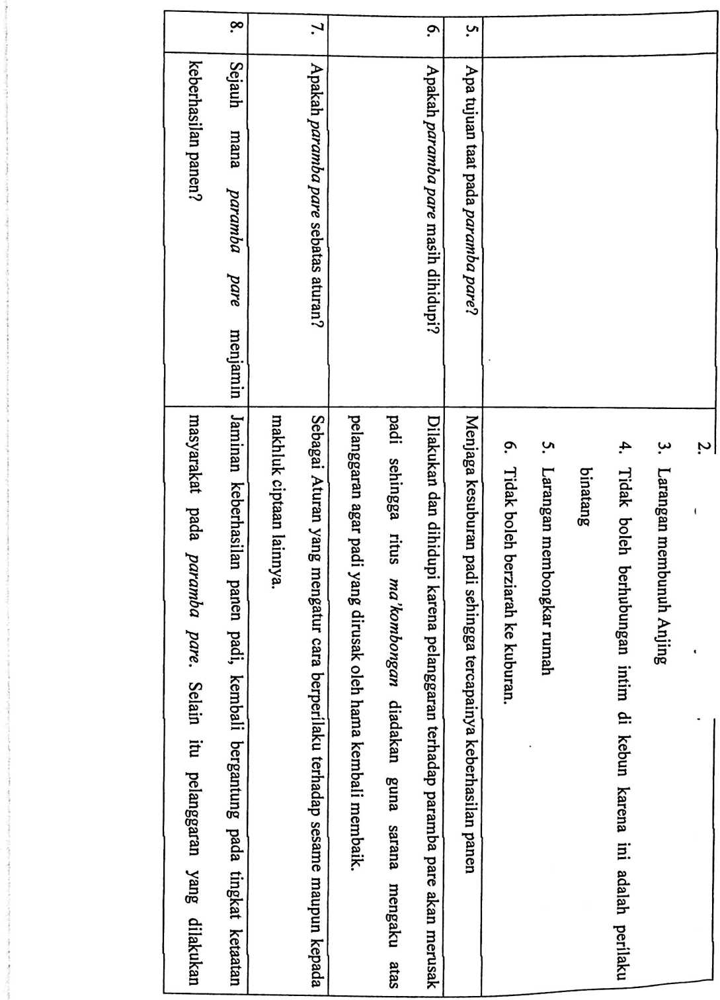 2.
3. Larangan membunuh Anjing
4. Tidak boleh berhubungan intim di kebun karena ini adalah perilaku
binatang
5. Larangan membongkar rumah
6. Tidak boleh berziarah ke kuburan.
5. Apa tujuan taat pada paramba pare?
Menjaga kesuburan padi sehingga tercapainya keberhasilan panen
6. Apakah paramba pare masih dihidupi?
Dilakukan dan dihidupi karena pelanggaran terhadap paramba pare akan merusak
padi sehingga ritus ma'kombongan diadakan guna sarana mengaku atas
pelanggaran agar padi yang dirusak oleh hama kembali membaik.
7. Apakah paramba pare sebatas aturan?
Sebagai Aturan yang mengatur cara berperilaku terhadap sesame maupun kepada
makhluk ciptaan lainnya.
8. Sejauh mana paramba pare menjamin
keberhasilan panen?
Jaminan keberhasilan panen padi, kembali bergantung pada tingkat ketaatan
masyarakat pada paramba pare. Selain itu pelanggaran yang dilakukan